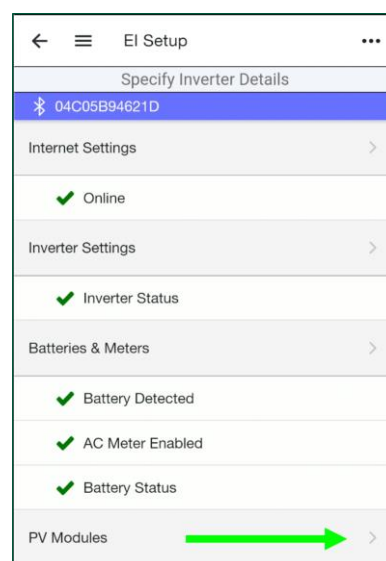 EI Setup
Specify Inverter Details
04C05B94621D
Internet Settings
Online
Inverter Settings
Inverter Status
Batteries & Meters
Battery Detected
AC Meter Enabled
Battery Status
PV Modules